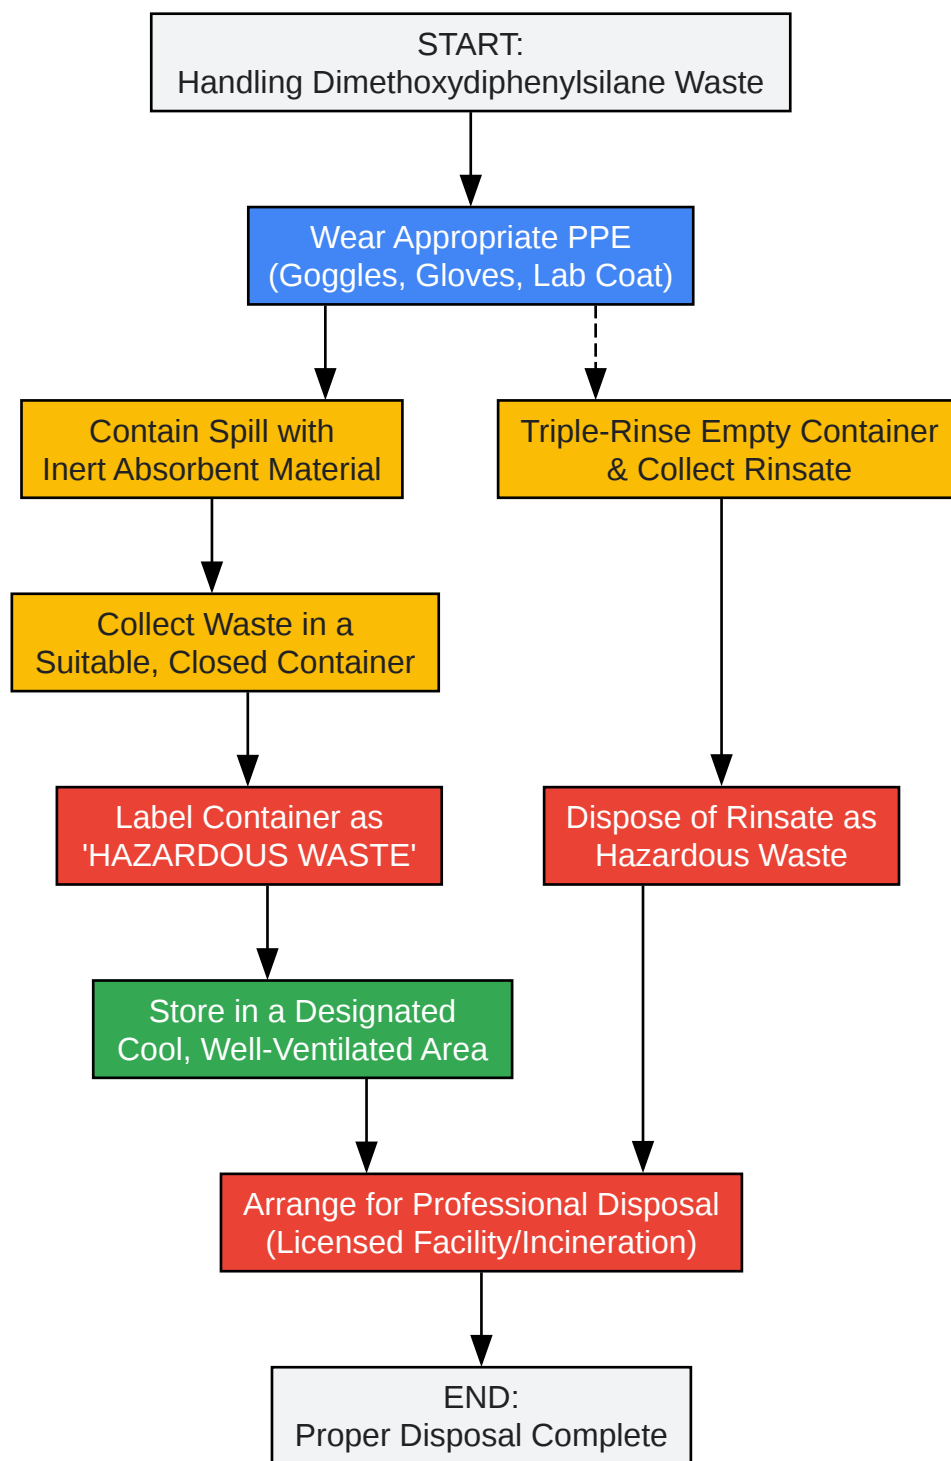 START:
Handling Dimethoxydiphenylsilane Waste
Wear Appropriate PPE
(Goggles, Gloves, Lab Coat)
Contain Spill with
Inert Absorbent Material
Triple-Rinse Empty Container
& Collect Rinsate
Collect Waste in a
Suitable, Closed Container
Label Container as
'HAZARDOUS WASTE'
Dispose of Rinsate as
Hazardous Waste
Store in a Designated
Cool, Well-Ventilated Area
Arrange for Professional Disposal
(Licensed Facility/Incineration)
END:
Proper Disposal Complete